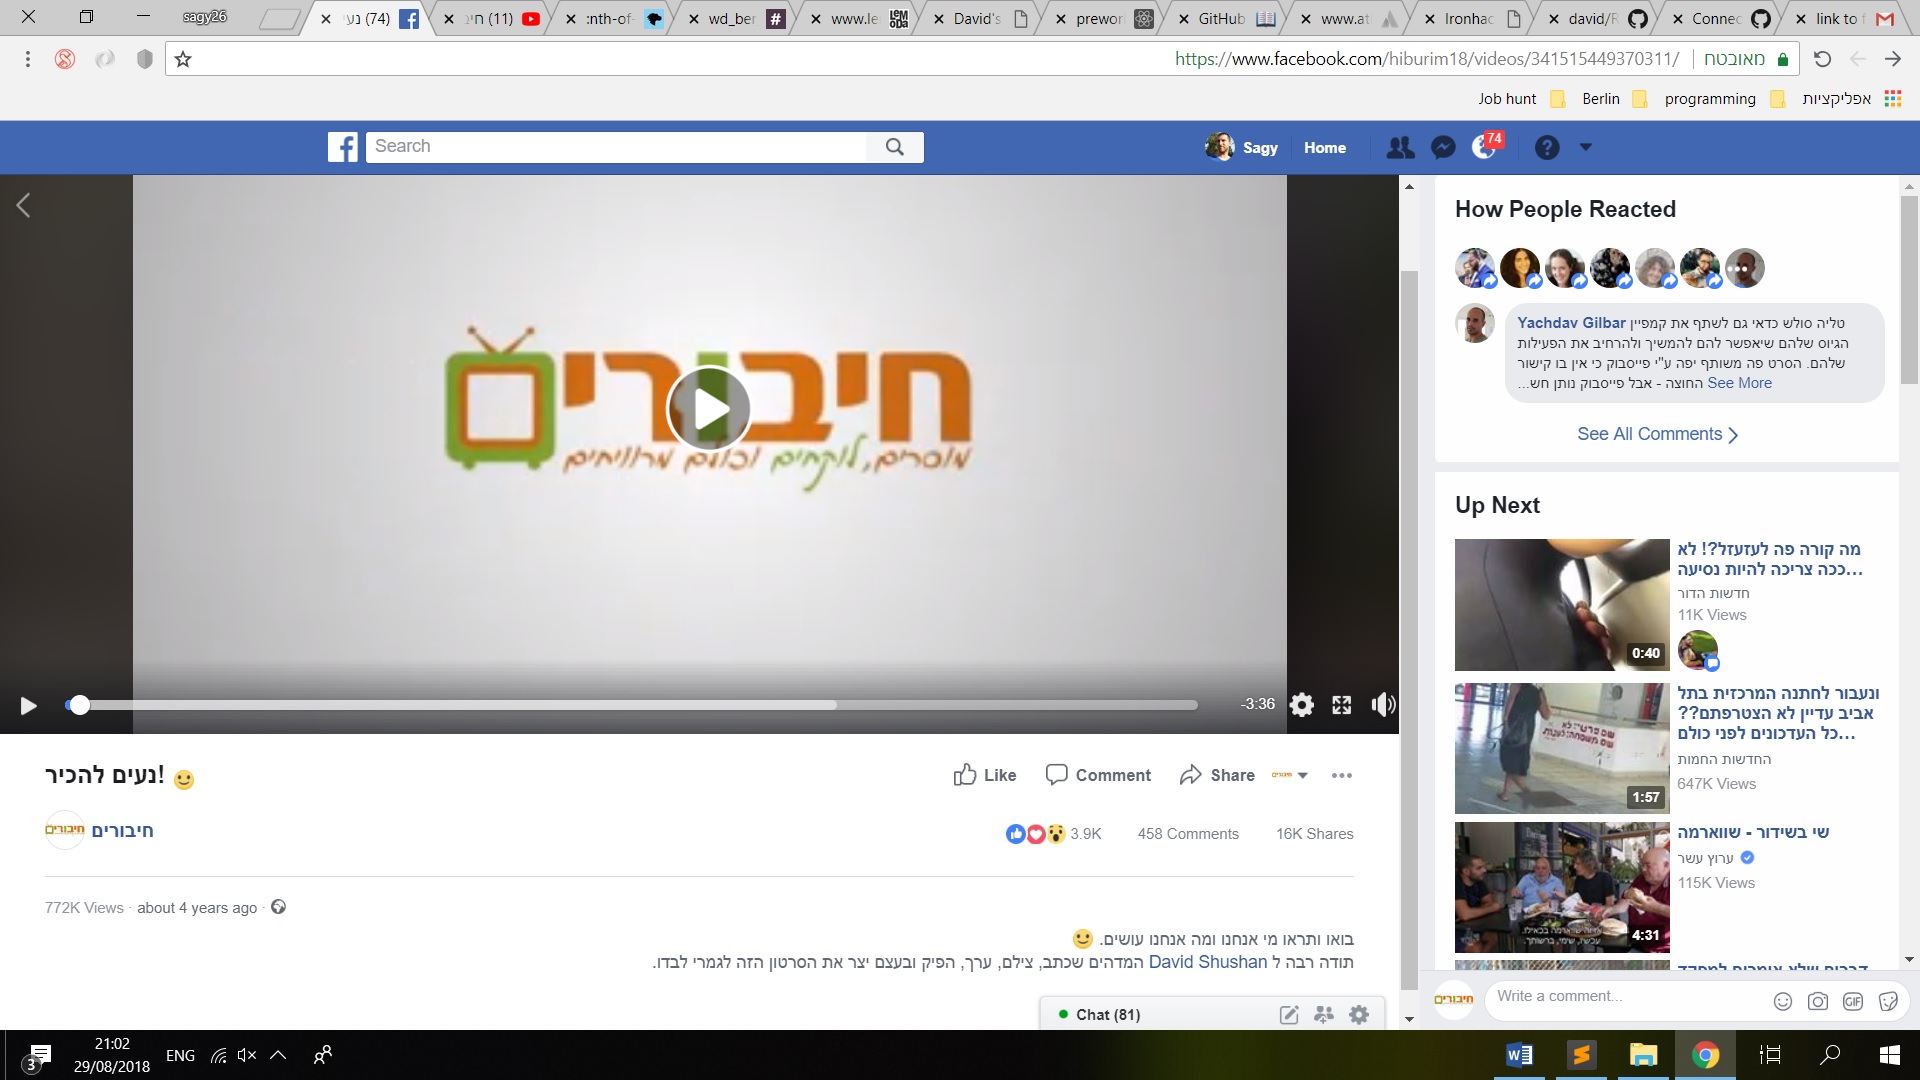 sagy26
נעי (74)
חיב (11)
:nth-of-
wd_ber
www.le
David's
prewor
GitHub
www.at
Ironhac
david/F
Connec
link to f
https://www.facebook.com/hiburim18/videos/341515449370311/
מאובטח
Job hunt
Berlin
programming
אפליקציות
Search
Sagy
Home
74
חיבורים
מוסרים, לוקחים וכולם מרוויחים
-3:36
נעים להכיר!
Like
Comment
Share
חיבורים
3.9K
458 Comments
16K Shares
772K Views · about 4 years ago ·
בואו ותראו מי אנחנו ומה אנחנו עושים.
תודה רבה ל David Shushan המדהים שכתב, צילם, ערך, הפיק ובעצם יצר את הסרטון הזה לגמרי לבדו.
Chat (81)
How People Reacted
Yachdav Gilbar טליה סולש כדאי גם לשתף את קמפיין
הגיוס שלהם שיאפשר להם להמשיך ולהרחיב את הפעילות
שלהם. הסרט פה משותף יפה ע"י פייסבוק כי אין בו קישור
החוצה - אבל פייסבוק נותן חש... See More
See All Comments
Up Next
מה קורה פה לעזעזל?! לא
ככה צריכה להיות נסיעה...
חדשות הדור
11K Views
0:40
ונעבור לחתנה המרכזית בתל
אביב עדיין לא הצטרפתם??
כל העדכונים לפני כולם...
החדשות החמות
647K Views
1:57
שי בשידור - שווארמה
ערוץ עשר
115K Views
4:31
חיבורים
Write a comment...
GIF
3
21:02
29/08/2018
ENG